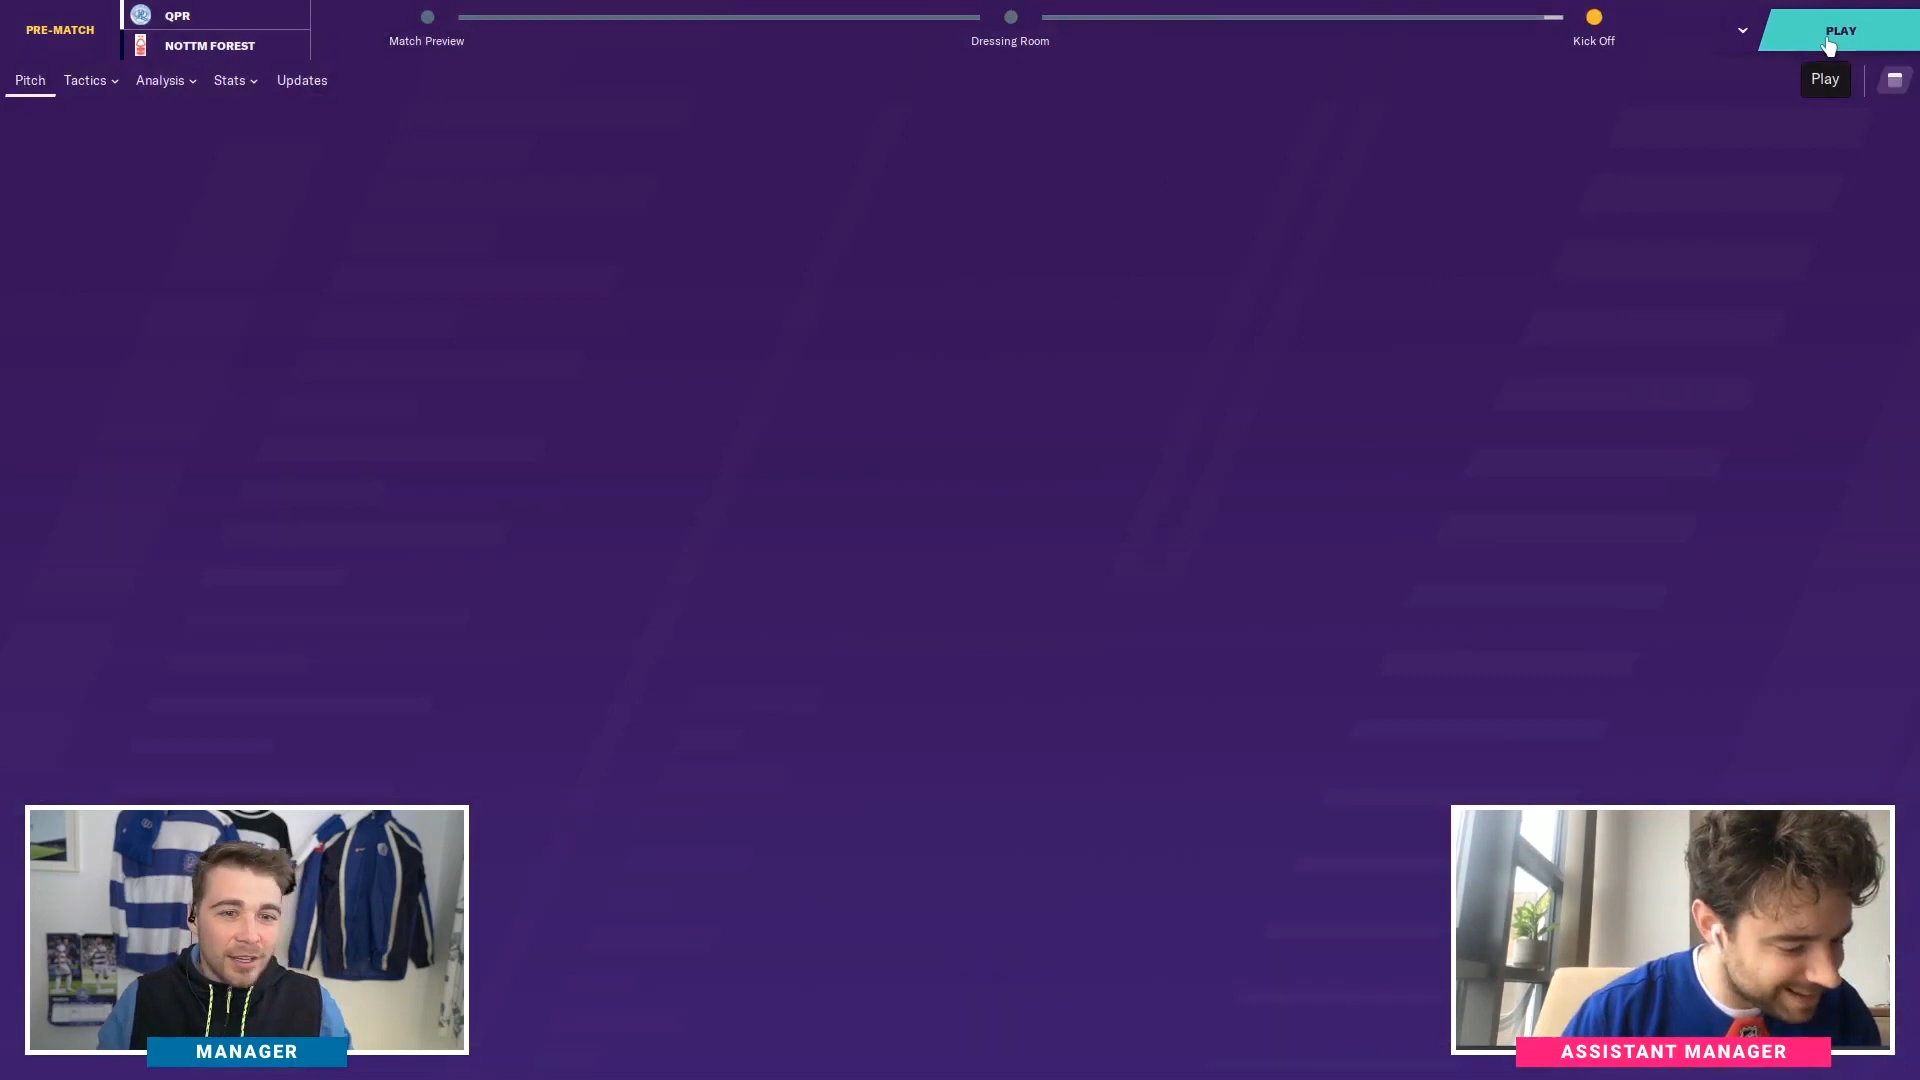 PRE-MATCH
QPR
NOTTM FOREST
Match Preview
Dressing Room
Kick Off
PLAY
Pitch
Tactics
Analysis
Stats
Updates
Play
MANAGER
ASSISTANT MANAGER